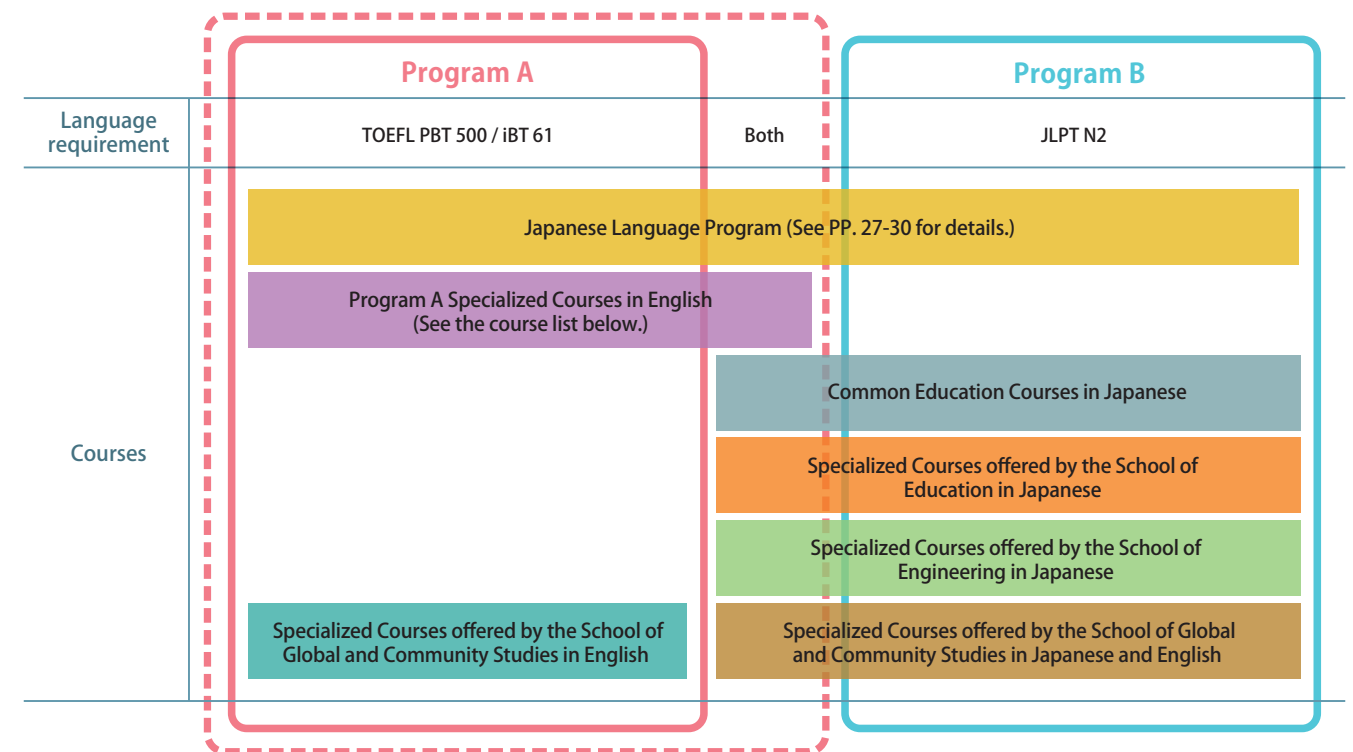 Program A
Program B
Language
requirement
TOEFL PBT 500 / iBT 61
Both
JLPT N2
Courses
Japanese Language Program (See PP. 27-30 for details.)
Program A Specialized Courses in English
(See the course list below.)
Common Education Courses in Japanese
Specialized Courses offered by the School of
Education in Japanese
Specialized Courses offered by the School of
Engineering in Japanese
Specialized Courses offered by the School of
Global and Community Studies in English
Specialized Courses offered by the School of Global
and Community Studies in Japanese and English